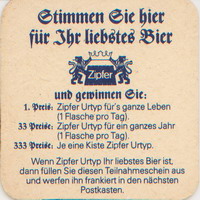 Stimmen Sie hier
für Ihr liebstes Bier
Zipfer
und gewinnen Sie:
1. Preis: Zipfer Urtyp für's ganze Leben
(1 Flasche pro Tag).
33 Preise: Zipfer Urtyp für ein ganzes Jahr
(1 Flasche pro Tag).
333 Preise: Je eine Kiste Zipfer Urtyp.
Wenn Zipfer Urtyp Ihr liebstes Bier ist,
dann füllen Sie diesen Teilnahmeschein aus
und werfen ihn frankiert in den nächsten
Postkasten.